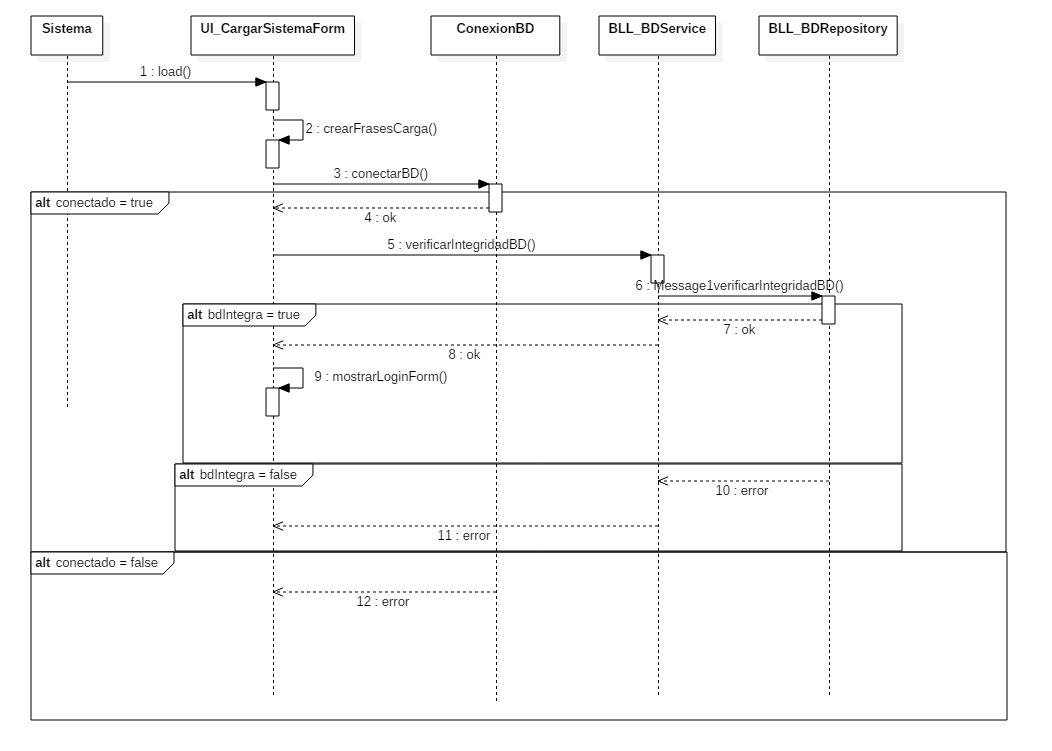 Sistema
UI_CargarSistemaForm
ConexionBD
BLL_BDService
BLL_BDRepository
1 : load()
2 : crearFrasesCarga()
3 : conectarBD()
alt conectado = true
4 : ok
5 : verificarIntegridadBD()
6 : Message1verificarIntegridadBD()
alt bdIntegra = true
7 : ok
8 : ok
9 : mostrarLoginForm()
alt bdIntegra = false
10 : error
11 : error
alt conectado = false
12 : error